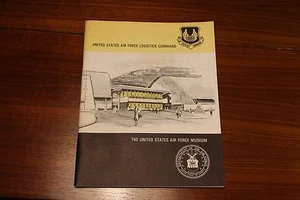 UNITED STATES AIR FORCE LOGISTICS COMMAND
THE UNITED STATES AIR FORCE MUSEUM